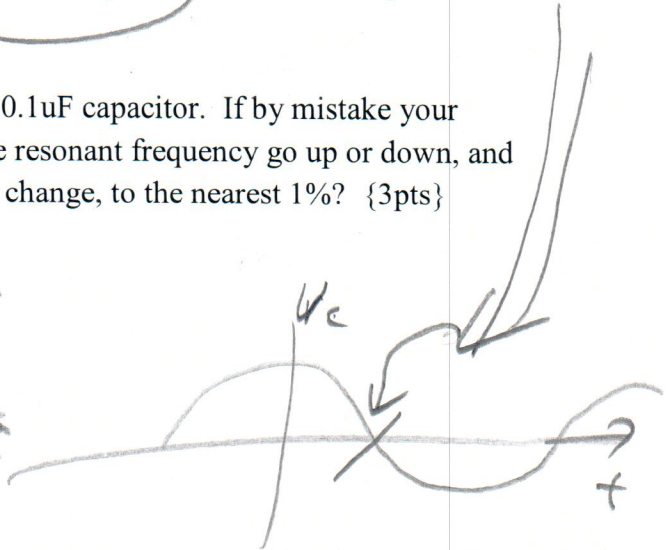 0.1uF capacitor. If by mistake your
e resonant frequency go up or down, and
change, to the nearest 1%? {3pts}
Vc
t